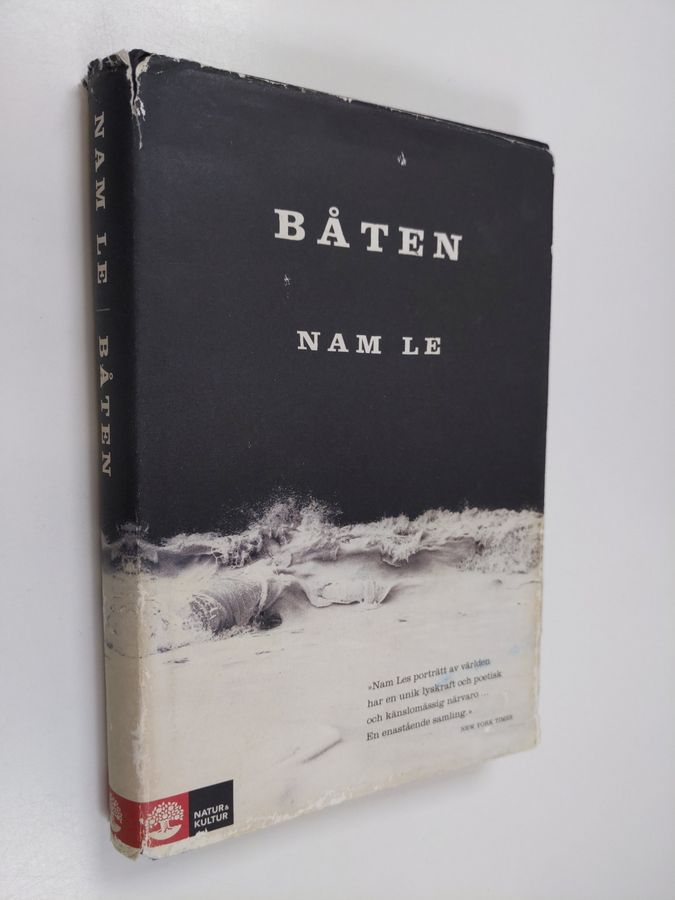 NAM LE | BÅTEN
BÅTEN
NAM LE
»Nam Les porträtt av världen
har en unik lyskraft och poetisk
och känslomässig närvaro ...
En enastående samling.«
NEW YORK TIMES
NATUR &
KULTUR